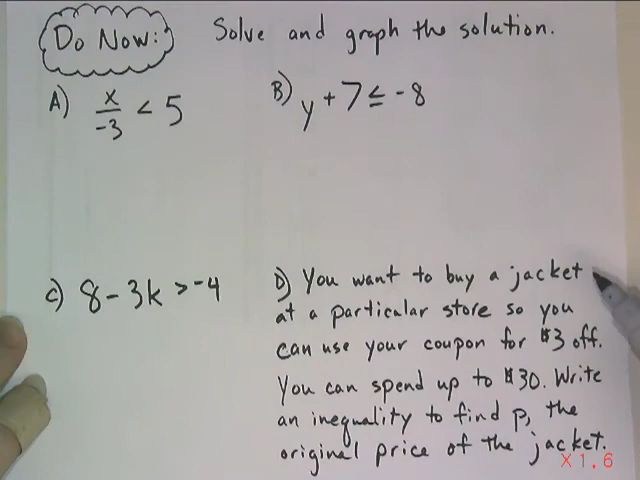 Do Now: Solve and graph the solution.
A) x/-3 < 5
B) y + 7 ≤ -8
C) 8 - 3k > -4
D) You want to buy a jacket
at a particular store so you
can use your coupon for $3 off.
You can spend up to $30. Write
an inequality to find p, the
original price of the jacket.
X1.6